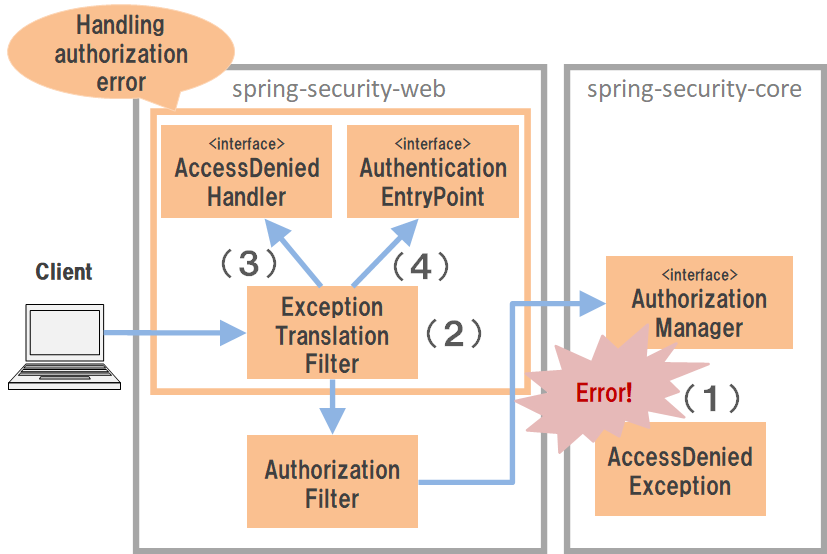 Handling
authorization
error
spring-security-web
spring-security-core
<interface>
AccessDenied
Handler
<interface>
Authentication
EntryPoint
（3）
（4）
Client
Exception
Translation
Filter
（2）
<interface>
Authorization
Manager
Error!
（1）
Authorization
Filter
AccessDenied
Exception